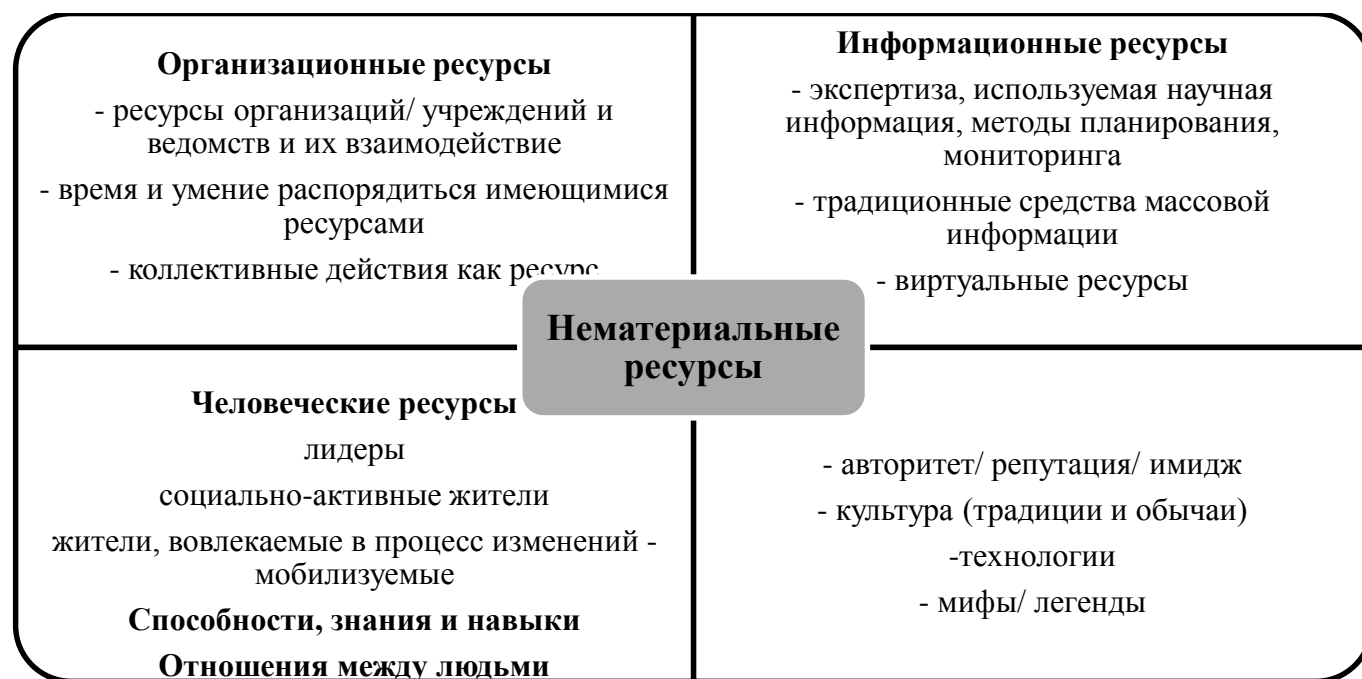 Организационные ресурсы
- ресурсы организаций/ учреждений и
ведомств и их взаимодействие
- время и умение распорядиться имеющимися
ресурсами
- коллективные действия как ресурс
Информационные ресурсы
- экспертиза, используемая научная
информация, методы планирования,
мониторинга
- традиционные средства массовой
информации
- виртуальные ресурсы
Нематериальные
ресурсы
Человеческие ресурсы
лидеры
социально-активные жители
жители, вовлекаемые в процесс изменений -
мобилизуемые
Способности, знания и навыки
Отношения между людьми
- авторитет/ репутация/ имидж
- культура (традиции и обычаи)
-технологии
- мифы/ легенды